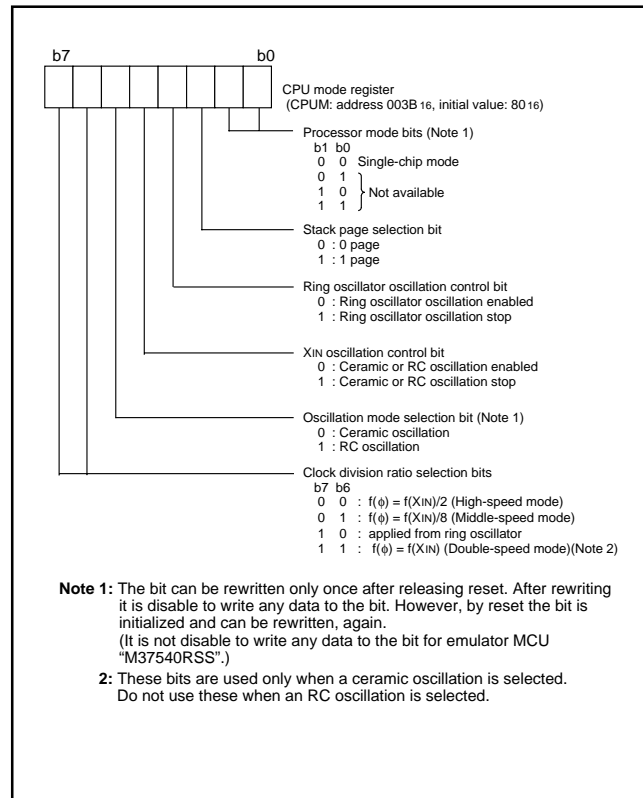 b7 b0
CPU mode register
(CPUM: address 003B16, initial value: 8016)
Processor mode bits (Note 1)
b1 b0
0 0 Single-chip mode
0 1
1 0 Not available
1 1
Stack page selection bit
0 : 0 page
1 : 1 page
Ring oscillator oscillation control bit
0 : Ring oscillator oscillation enabled
1 : Ring oscillator oscillation stop
XIN oscillation control bit
0 : Ceramic or RC oscillation enabled
1 : Ceramic or RC oscillation stop
Oscillation mode selection bit (Note 1)
0 : Ceramic oscillation
1 : RC oscillation
Clock division ratio selection bits
b7 b6
0 0 : f(φ) = f(XIN)/2 (High-speed mode)
0 1 : f(φ) = f(XIN)/8 (Middle-speed mode)
1 0 : applied from ring oscillator
1 1 : f(φ) = f(XIN) (Double-speed mode)(Note 2)
Note 1: The bit can be rewritten only once after releasing reset. After rewriting
it is disable to write any data to the bit. However, by reset the bit is
initialized and can be rewritten, again.
(It is not disable to write any data to the bit for emulator MCU
“M37540RSS”.)
2: These bits are used only when a ceramic oscillation is selected.
Do not use these when an RC oscillation is selected.